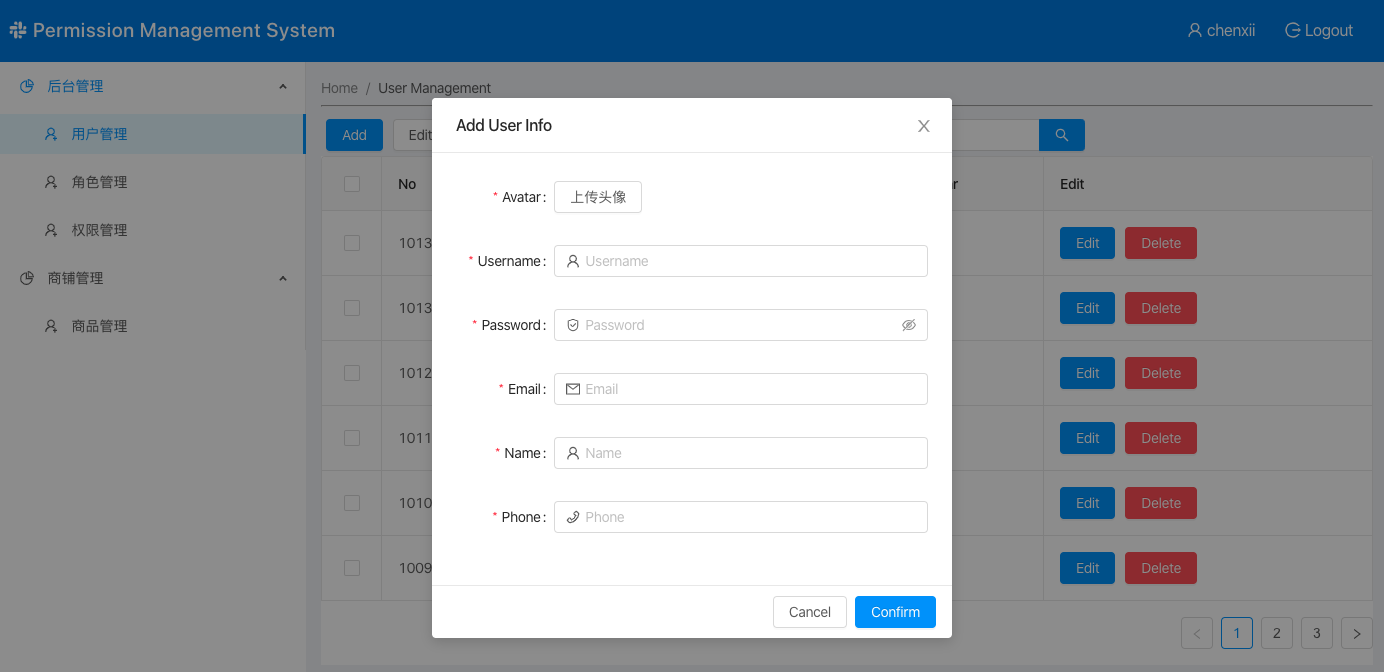 Permission Management System
chenxii
Logout
后台管理
用户管理
角色管理
权限管理
商铺管理
商品管理
Home / User Management
Add
Edit
No
Edit
1013
Edit
Delete
1013
Edit
Delete
1012
Edit
Delete
1011
Edit
Delete
1010
Edit
Delete
1009
Edit
Delete
1
2
3
Add User Info
* Avatar:
上传头像
* Username:
Username
* Password:
Password
* Email:
Email
* Name:
Name
* Phone:
Phone
Cancel
Confirm